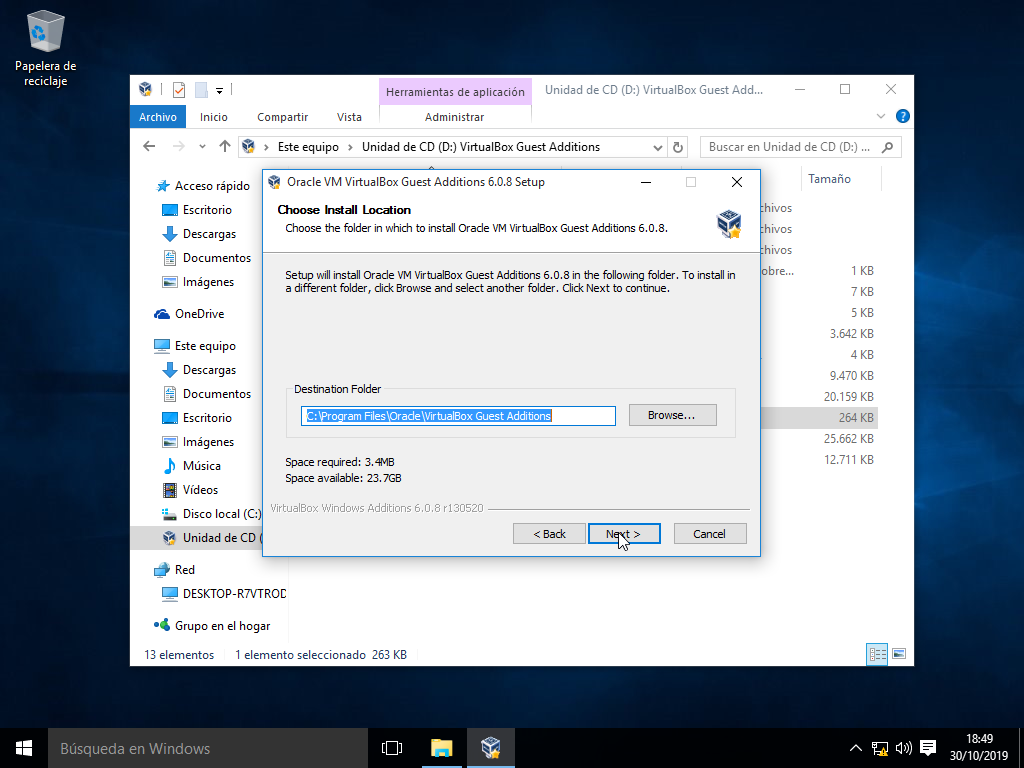 Papelera de
reciclaje
Herramientas de aplicación
Unidad de CD (D:) VirtualBox Guest Add...
Archivo
Inicio
Compartir
Vista
Administrar
Este equipo
Unidad de CD (D:) VirtualBox Guest Additions
Buscar en Unidad de CD (D:) ...
Tamaño
Acceso rápido
Escritorio
Descargas
Documentos
Imágenes
OneDrive
Este equipo
Descargas
Documentos
Escritorio
Imágenes
Música
Vídeos
Disco local (C:)
Unidad de CD (
Red
DESKTOP-R7VTROD
Grupo en el hogar
Oracle VM VirtualBox Guest Additions 6.0.8 Setup
Choose Install Location
Choose the folder in which to install Oracle VM VirtualBox Guest Additions 6.0.8.
Setup will install Oracle VM VirtualBox Guest Additions 6.0.8 in the following folder. To install in
a different folder, click Browse and select another folder. Click Next to continue.
Destination Folder
C:\Program Files\Oracle\VirtualBox Guest Additions
Browse...
Space required: 3.4MB
Space available: 23.7GB
VirtualBox Windows Additions 6.0.8 r130520
< Back
Next >
Cancel
chivos
chivos
chivos
obre...
1 KB
7 KB
5 KB
3.642 KB
4 KB
9.470 KB
20.159 KB
264 KB
25.662 KB
12.711 KB
13 elementos
1 elemento seleccionado
263 KB
Búsqueda en Windows
18:49
30/10/2019